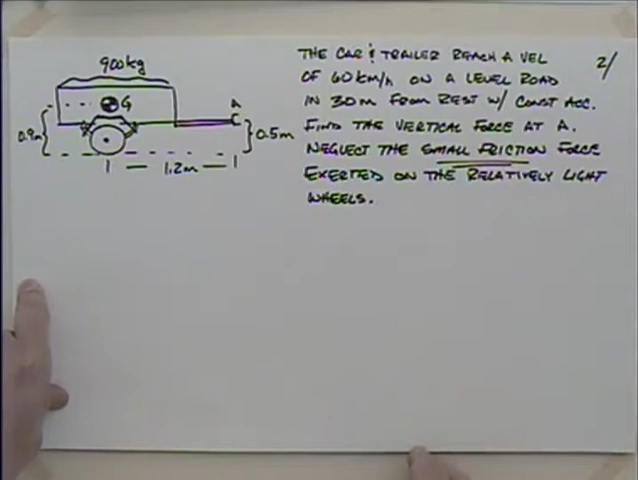 900kg
G
A
0.9m
0.5m
1.2m
THE CAR & TRAILER REACH A VEL
OF 60 km/h ON A LEVEL ROAD
IN 30m FROM REST W/ CONST ACC.
FIND THE VERTICAL FORCE AT A.
NEGLECT THE SMALL FRICTION FORCE
EXERTED ON THE RELATIVELY LIGHT
WHEELS.
2/